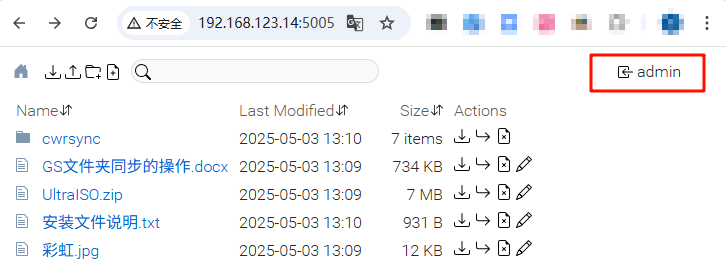 不安全 192.168.123.14:5005
admin
Name Last Modified Size Actions
cwrsync 2025-05-03 13:10 7 items
GS文件夹同步的操作.docx 2025-05-03 13:09 734 KB
UltraISO.zip 2025-05-03 13:09 7 MB
安装文件说明.txt 2025-05-03 13:10 931 B
彩虹.jpg 2025-05-03 13:09 12 KB